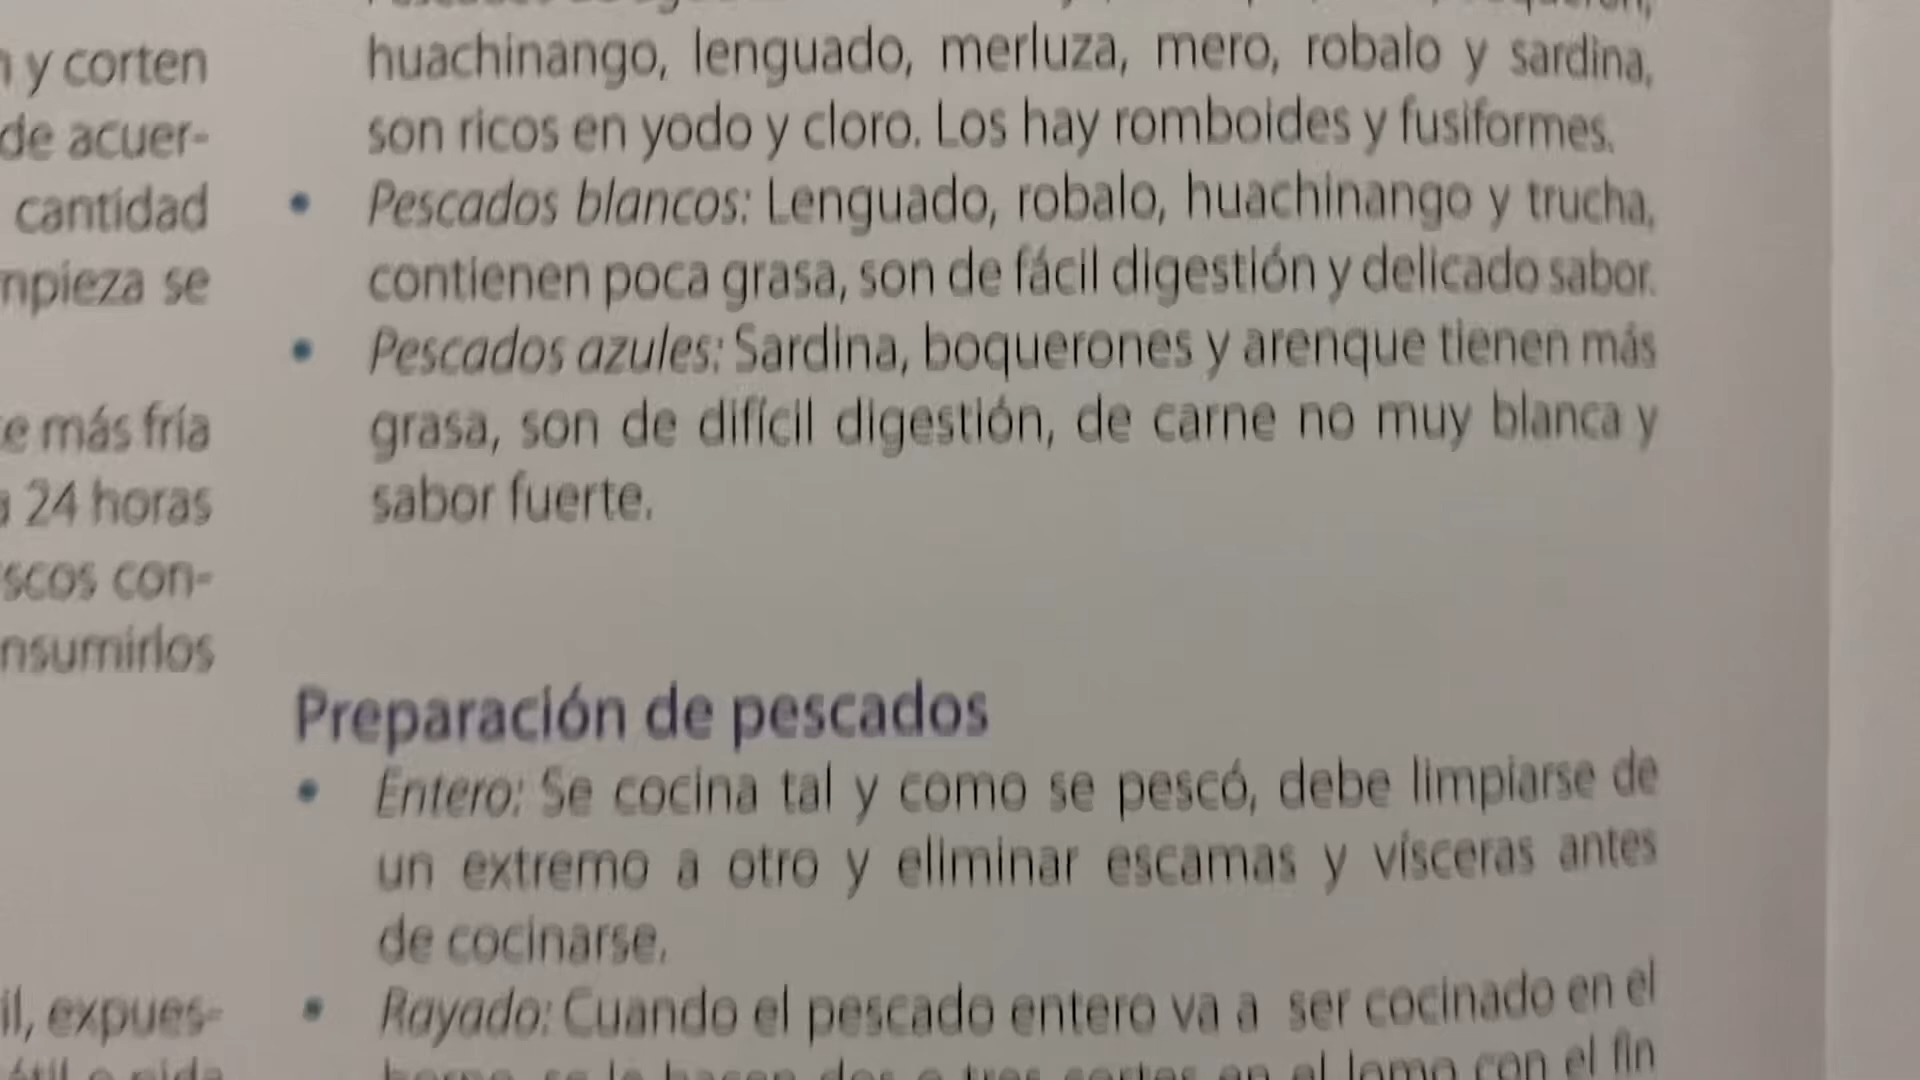 y corten
de acuer-
cantidad
se
más fría
24 horas
con-
expues-
huachinango, lenguado, merluza, mero, robalo y sardina,
son ricos en yodo y cloro. Los hay romboides y fusiformes.
• Pescados blancos: Lenguado, robalo, huachinango y trucha,
contienen poca grasa, son de fácil digestión y delicado sabor.
• Pescados azules: Sardina, boquerones y arenque tienen más
grasa, son de difícil digestión, de carne no muy blanca y
sabor fuerte.
Preparación de pescados
• Entero: Se cocina tal y como se pescó, debe limpiarse de
un extremo a otro y eliminar escamas y vísceras antes
de cocinarse.
• Rayado: Cuando el pescado entero va a ser cocinado en el
lomo con el fin